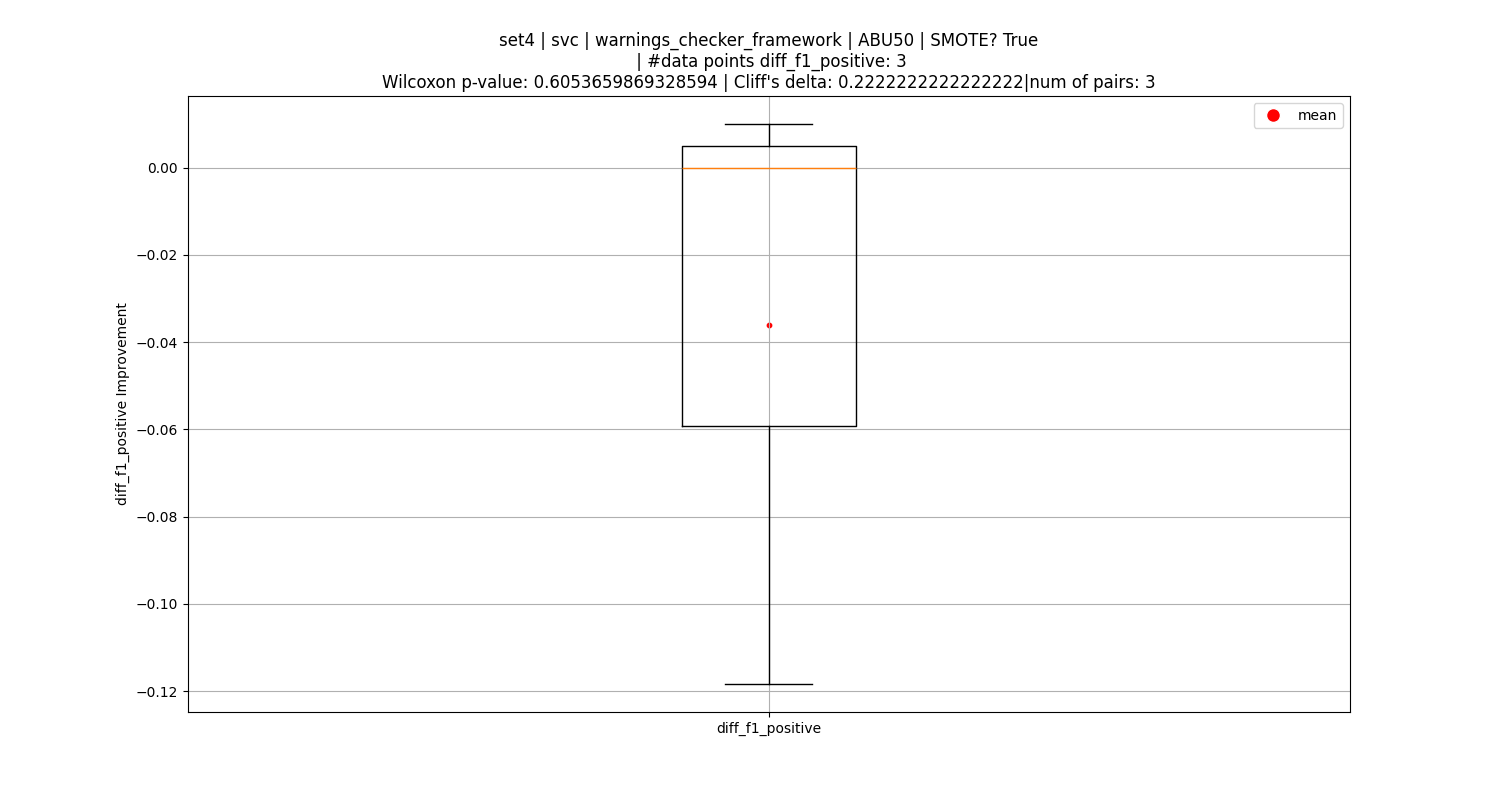 set4 | svc | warnings_checker_framework | ABU50 | SMOTE? True
| #data points diff_f1_positive: 3
Wilcoxon p-value: 0.6053659869328594 | Cliff's delta: 0.2222222222222222|num of pairs: 3
mean
0.00
−0.02
−0.04
−0.06
−0.08
−0.10
−0.12
diff_f1_positive Improvement
diff_f1_positive